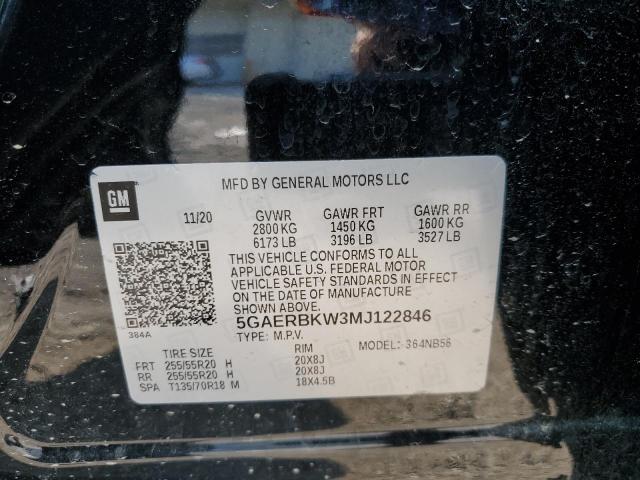 GM
MFD BY GENERAL MOTORS LLC
11/20 GVWR GAWR FRT GAWR RR
2800 KG 1450 KG 1600 KG
6173 LB 3196 LB 3527 LB
THIS VEHICLE CONFORMS TO ALL
APPLICABLE U.S. FEDERAL MOTOR
VEHICLE SAFETY STANDARDS IN
EFFECT ON THE DATE OF
MANUFACTURE SHOWN ABOVE.
5GAERBKW3MJ122846
384A
TYPE: M.P.V. MODEL: 364NB56
TIRE SIZE RIM
FRT 255/55R20 H 20X8J
RR 255/55R20 H 20X8J
SPA T135/70R18 M 18X4.5B